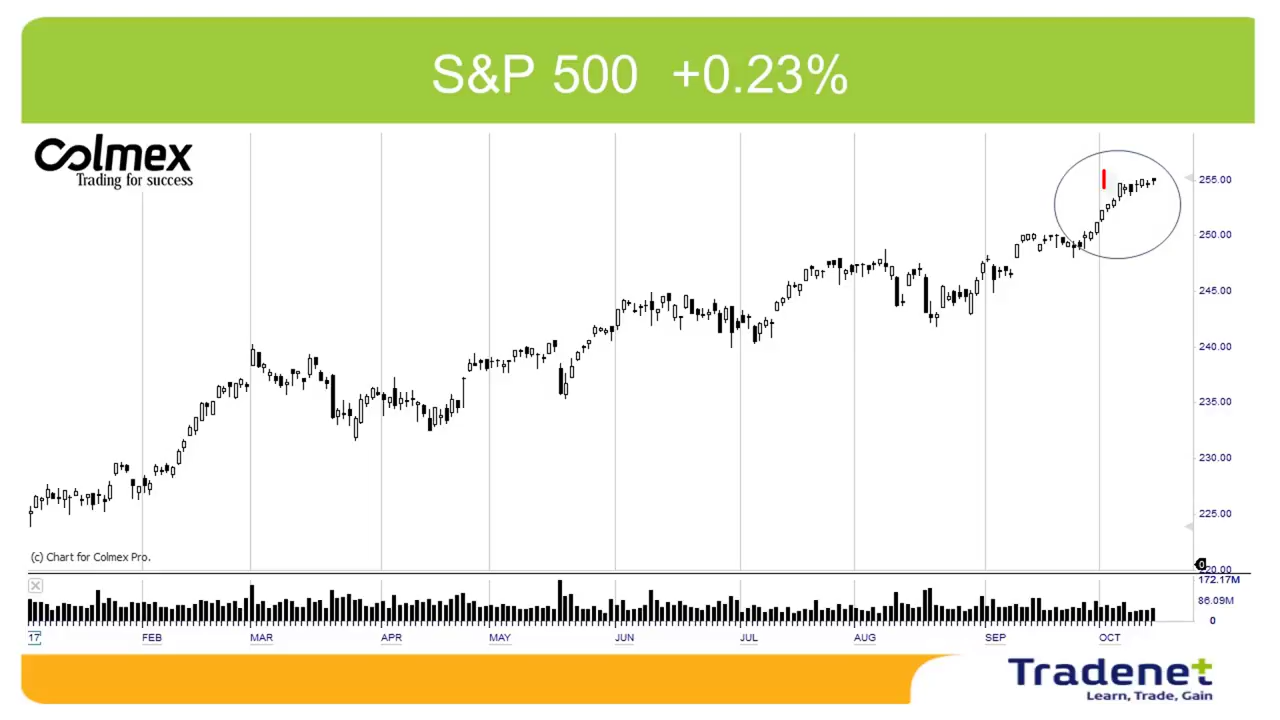 S&P 500 +0.23%
Colmex
Trading for success
255.00
250.00
245.00
240.00
235.00
230.00
225.00
(c) Chart for Colmex Pro.
0
20.00
172.17M
86.09M
0
17 FEB MAR APR MAY JUN JUL AUG SEP OCT
Tradenet
Learn, Trade, Gain